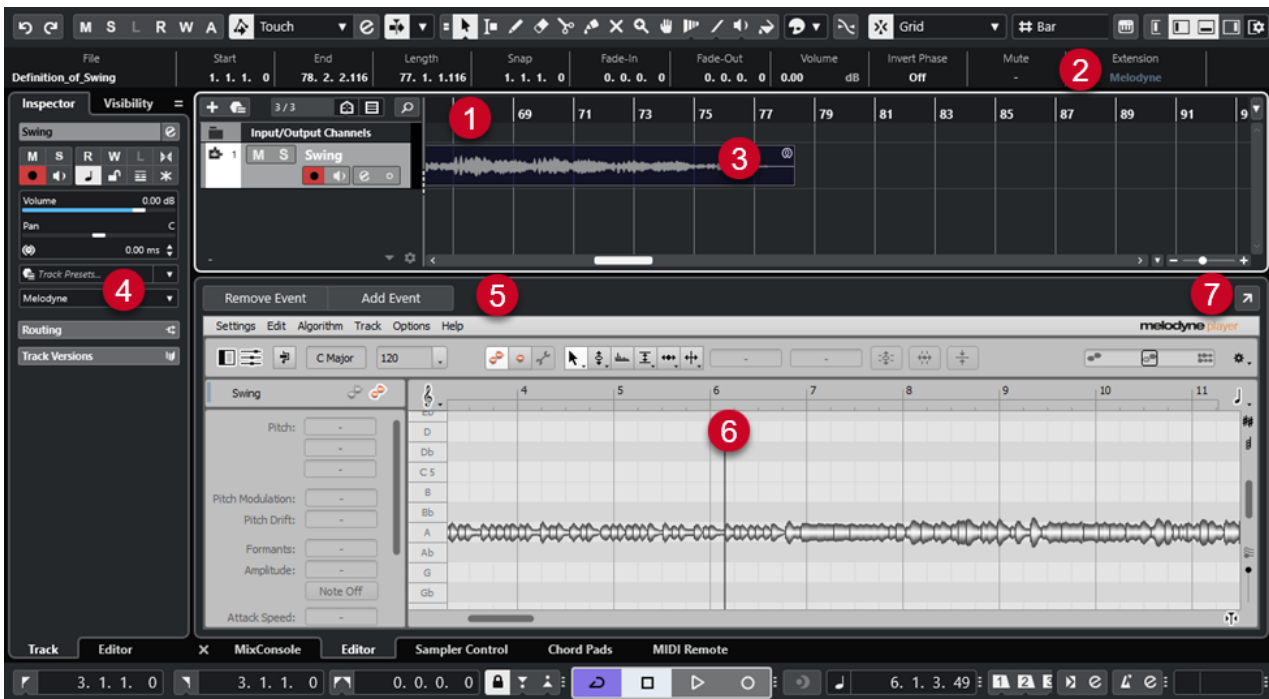 M S L R W A Touch Grid Bar
File Start End Length Snap Fade-In Fade-Out Volume Invert Phase Mute Extension
Definition_of_Swing 1. 1. 1. 0 78. 2. 2.116 77. 1. 1.116 1. 1. 1. 0 0. 0. 0. 0 0. 0. 0. 0 0.00 dB Off - Melodyne
2
Inspector Visibility
3/3
1
69 71 73 75 77 79 81 83 85 87 89 91 9
Swing
Input/Output Channels
M S R W L
1 M S Swing
3
Volume 0.00 dB
Pan C
0.00 ms
Track Presets...
4
Melodyne
Routing
Track Versions
Remove Event Add Event
5
7
Settings Edit Algorithm Track Options Help
melodyne player
C Major 120 - -
Swing
4 5 6 7 8 9 10 11
Pitch: -
-
-
Pitch Modulation: -
Pitch Drift: -
Formants: -
Amplitude: -
Note Off
Attack Speed: -
D
Db
C 5
B
Bb
A
Ab
G
Gb
6
Track Editor
X MixConsole Editor Sampler Control Chord Pads MIDI Remote
3. 1. 1. 0 3. 1. 1. 0 0. 0. 0. 0 6. 1. 3. 49 1 2